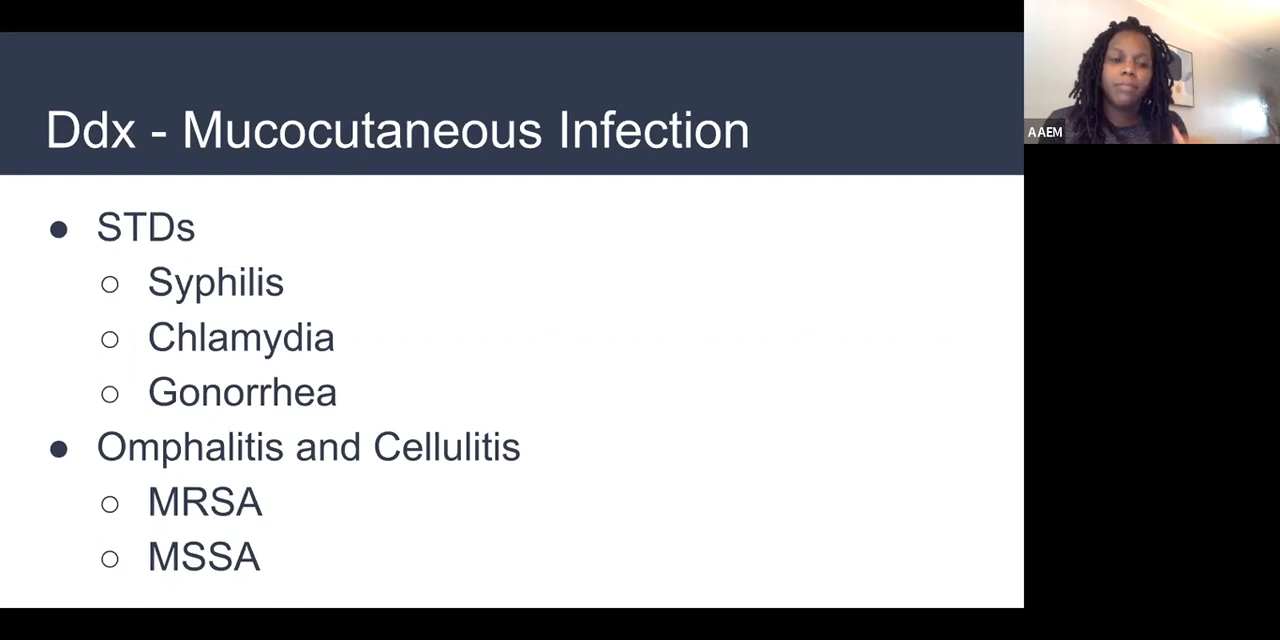 Ddx - Mucocutaneous Infection
● STDs
○ Syphilis
○ Chlamydia
○ Gonorrhea
● Omphalitis and Cellulitis
○ MRSA
○ MSSA
AAEM